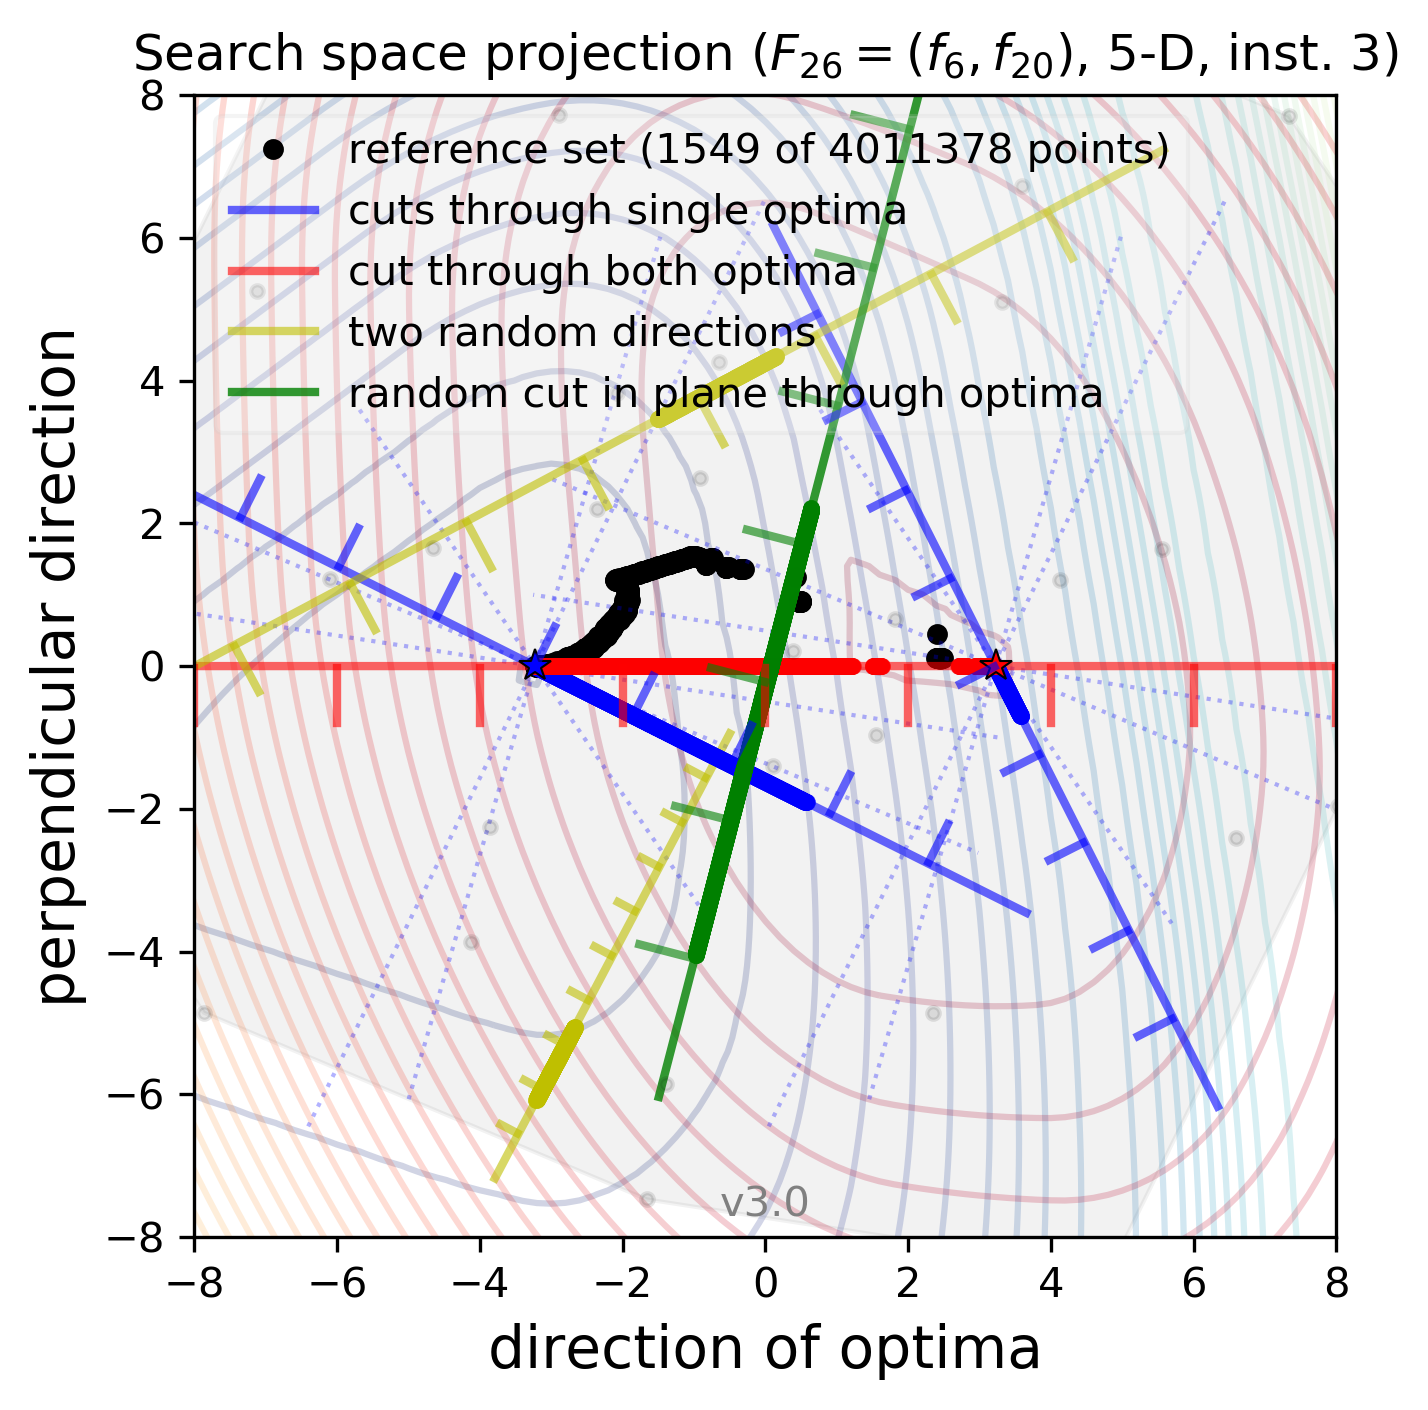 Search space projection (F₂₆ = (f₆, f₂₀), 5-D, inst. 3)
8
6
4
2
0
−2
−4
−6
−8
perpendicular direction
reference set (1549 of 4011378 points)
cuts through single optima
cut through both optima
two random directions
random cut in plane through optima
v3.0
−8 −6 −4 −2 0 2 4 6 8
direction of optima